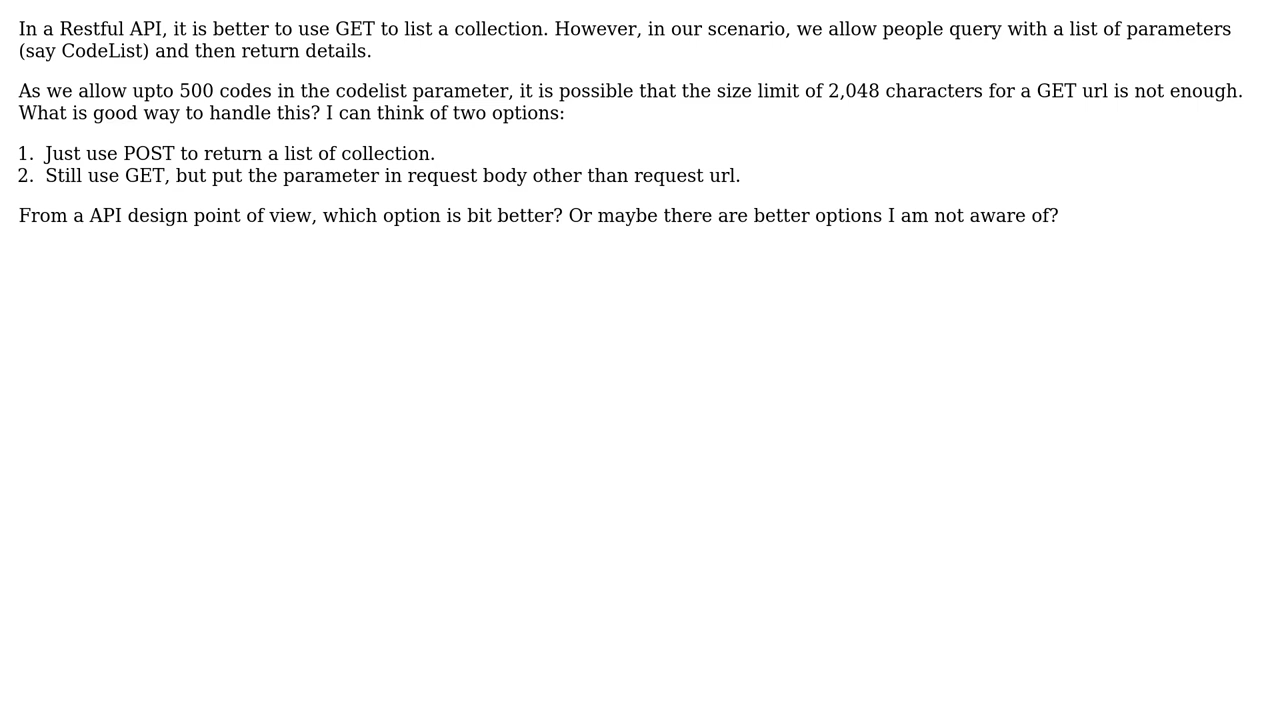 In a Restful API, it is better to use GET to list a collection. However, in our scenario, we allow people query with a list of parameters
(say CodeList) and then return details.
As we allow upto 500 codes in the codelist parameter, it is possible that the size limit of 2,048 characters for a GET url is not enough.
What is good way to handle this? I can think of two options:
1. Just use POST to return a list of collection.
2. Still use GET, but put the parameter in request body other than request url.
From a API design point of view, which option is bit better? Or maybe there are better options I am not aware of?